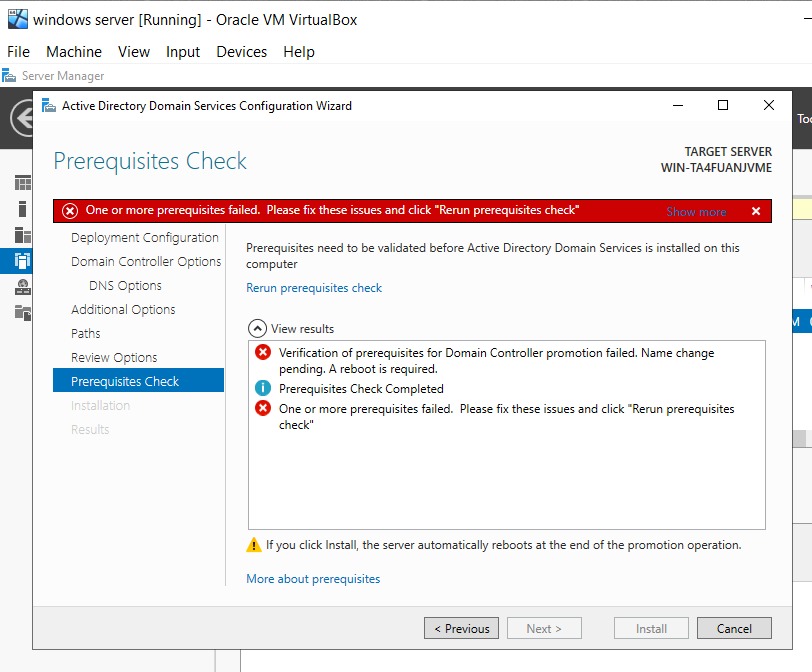 windows server [Running] - Oracle VM VirtualBox
File Machine View Input Devices Help
Server Manager
Active Directory Domain Services Configuration Wizard
Prerequisites Check
TARGET SERVER
WIN-TA4FUANJVME
One or more prerequisites failed.  Please fix these issues and click "Rerun prerequisites check"
Show more
Deployment Configuration
Domain Controller Options
DNS Options
Additional Options
Paths
Review Options
Prerequisites Check
Installation
Results
Prerequisites need to be validated before Active Directory Domain Services is installed on this
computer
Rerun prerequisites check
View results
Verification of prerequisites for Domain Controller promotion failed. Name change
pending. A reboot is required.
Prerequisites Check Completed
One or more prerequisites failed.  Please fix these issues and click "Rerun prerequisites
check"
If you click Install, the server automatically reboots at the end of the promotion operation.
More about prerequisites
< Previous
Next >
Install
Cancel